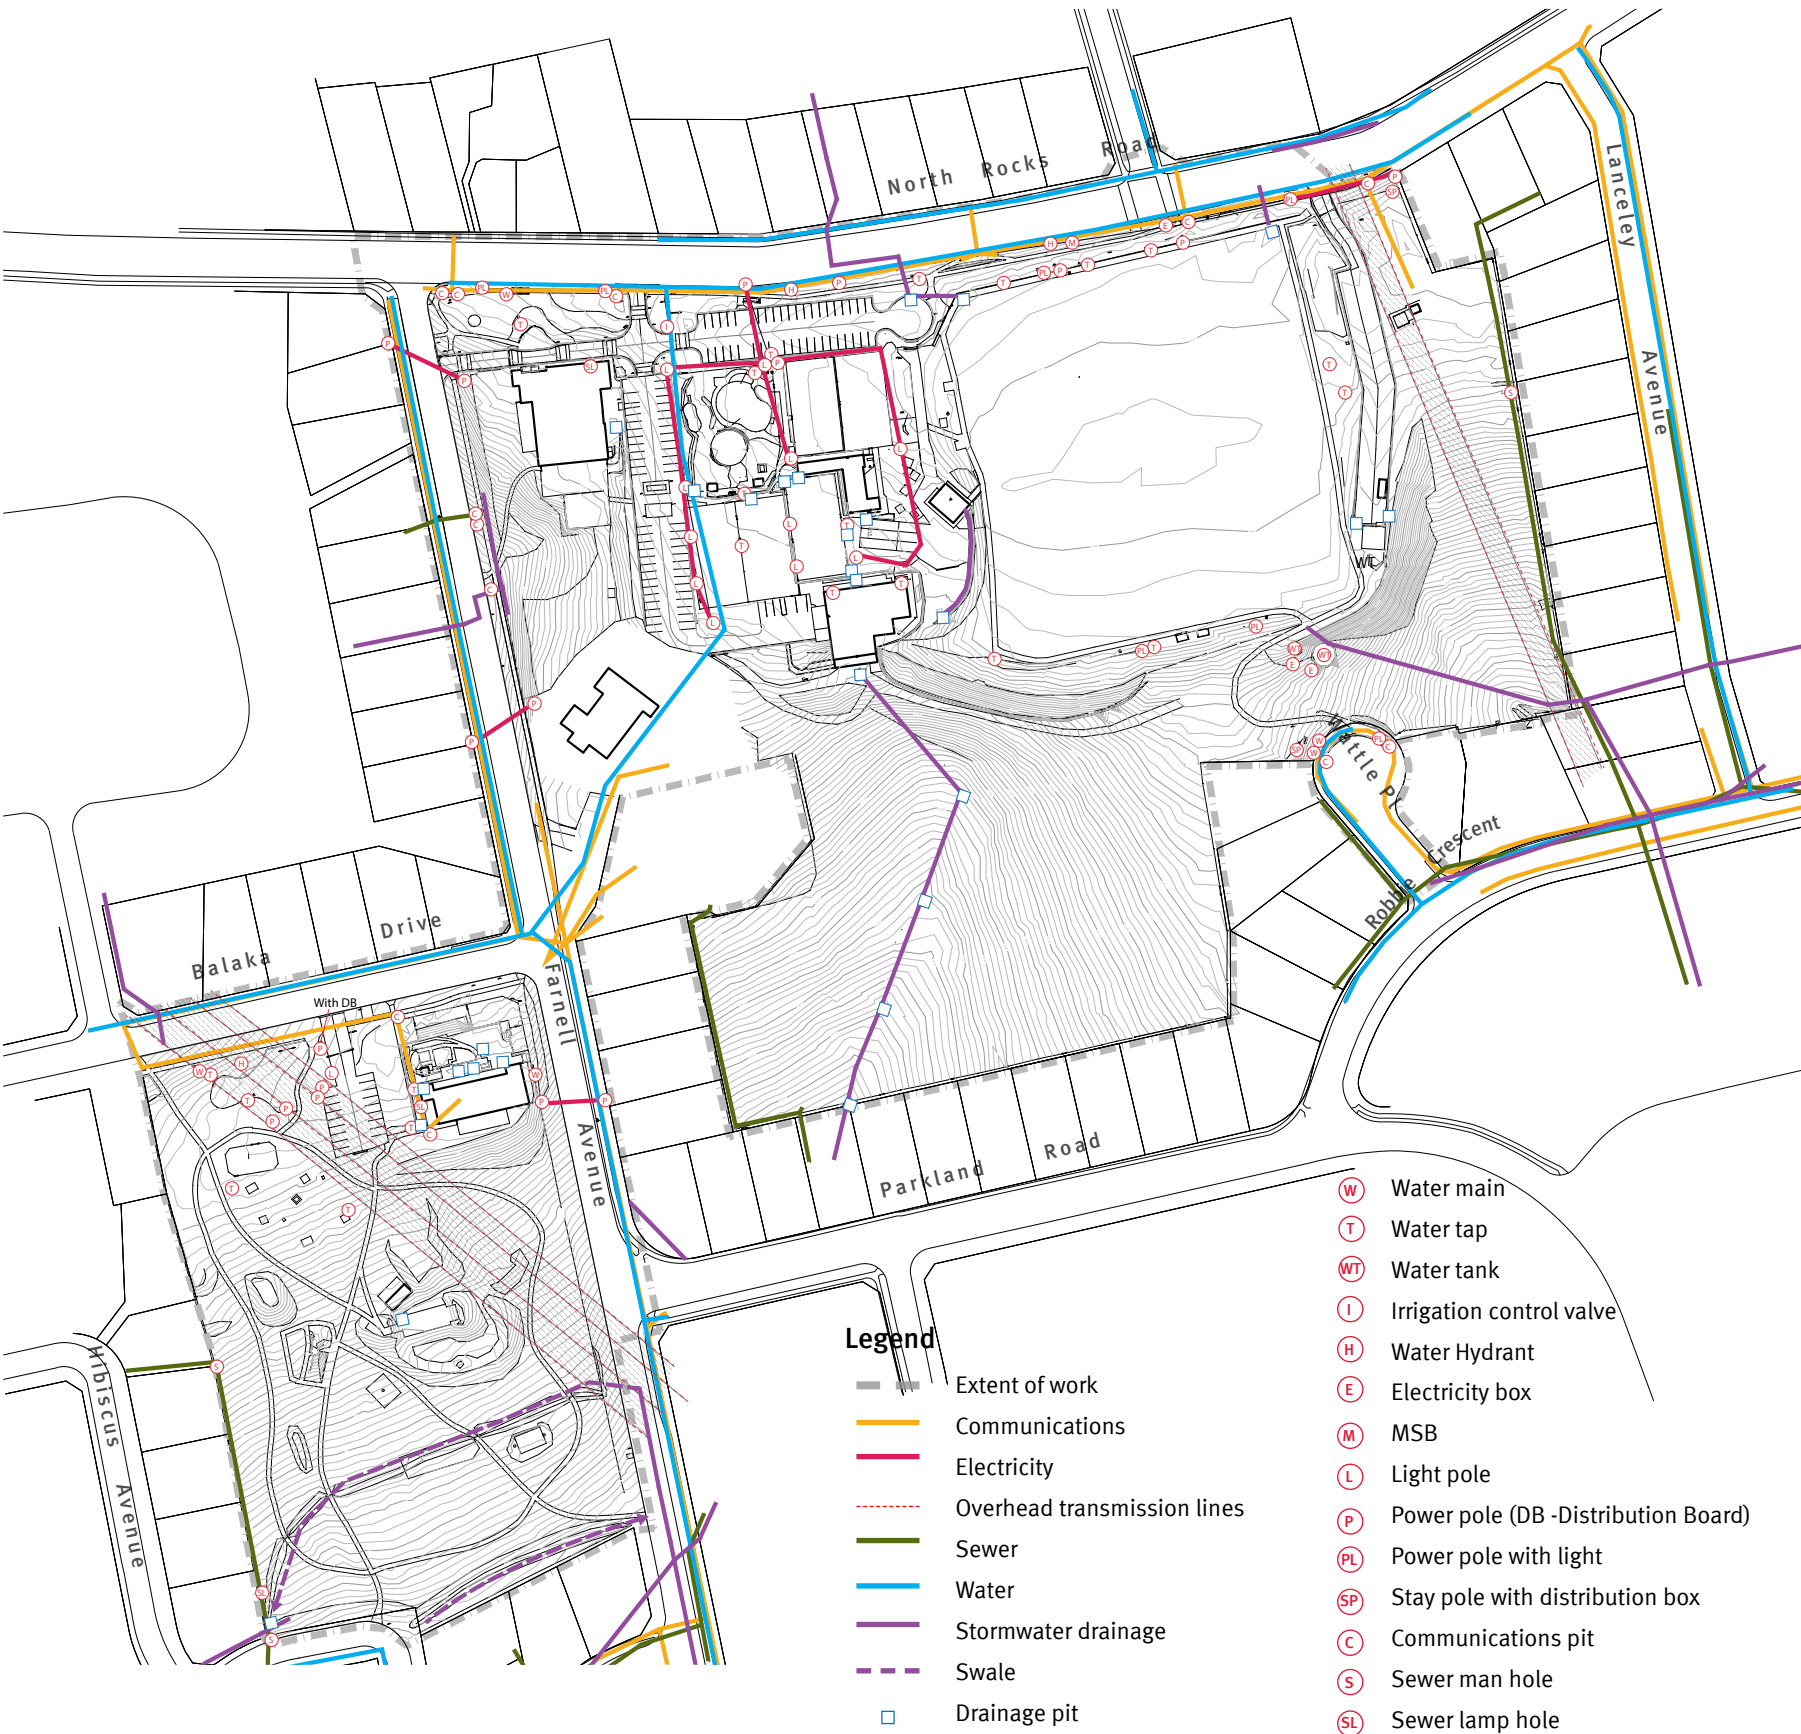 North Rocks Road
Lanceley
Avenue
WT
Wattle Pl
Robbie Crescent
Balaka Drive
With DB
Farnell
Avenue
Parkland Road
Hibiscus
Avenue
Legend
Extent of work
Communications
Electricity
Overhead transmission lines
Sewer
Water
Stormwater drainage
Swale
Drainage pit
W Water main
T Water tap
WT Water tank
I Irrigation control valve
H Water Hydrant
E Electricity box
M MSB
L Light pole
P Power pole (DB -Distribution Board)
PL Power pole with light
SP Stay pole with distribution box
C Communications pit
S Sewer man hole
SL Sewer lamp hole